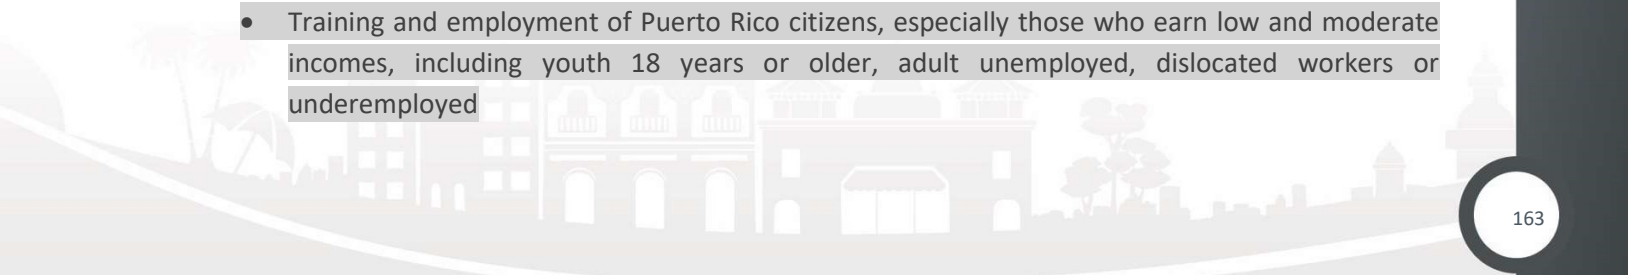 • Training and employment of Puerto Rico citizens, especially those who earn low and moderate
incomes, including youth 18 years or older, adult unemployed, dislocated workers or
underemployed
163